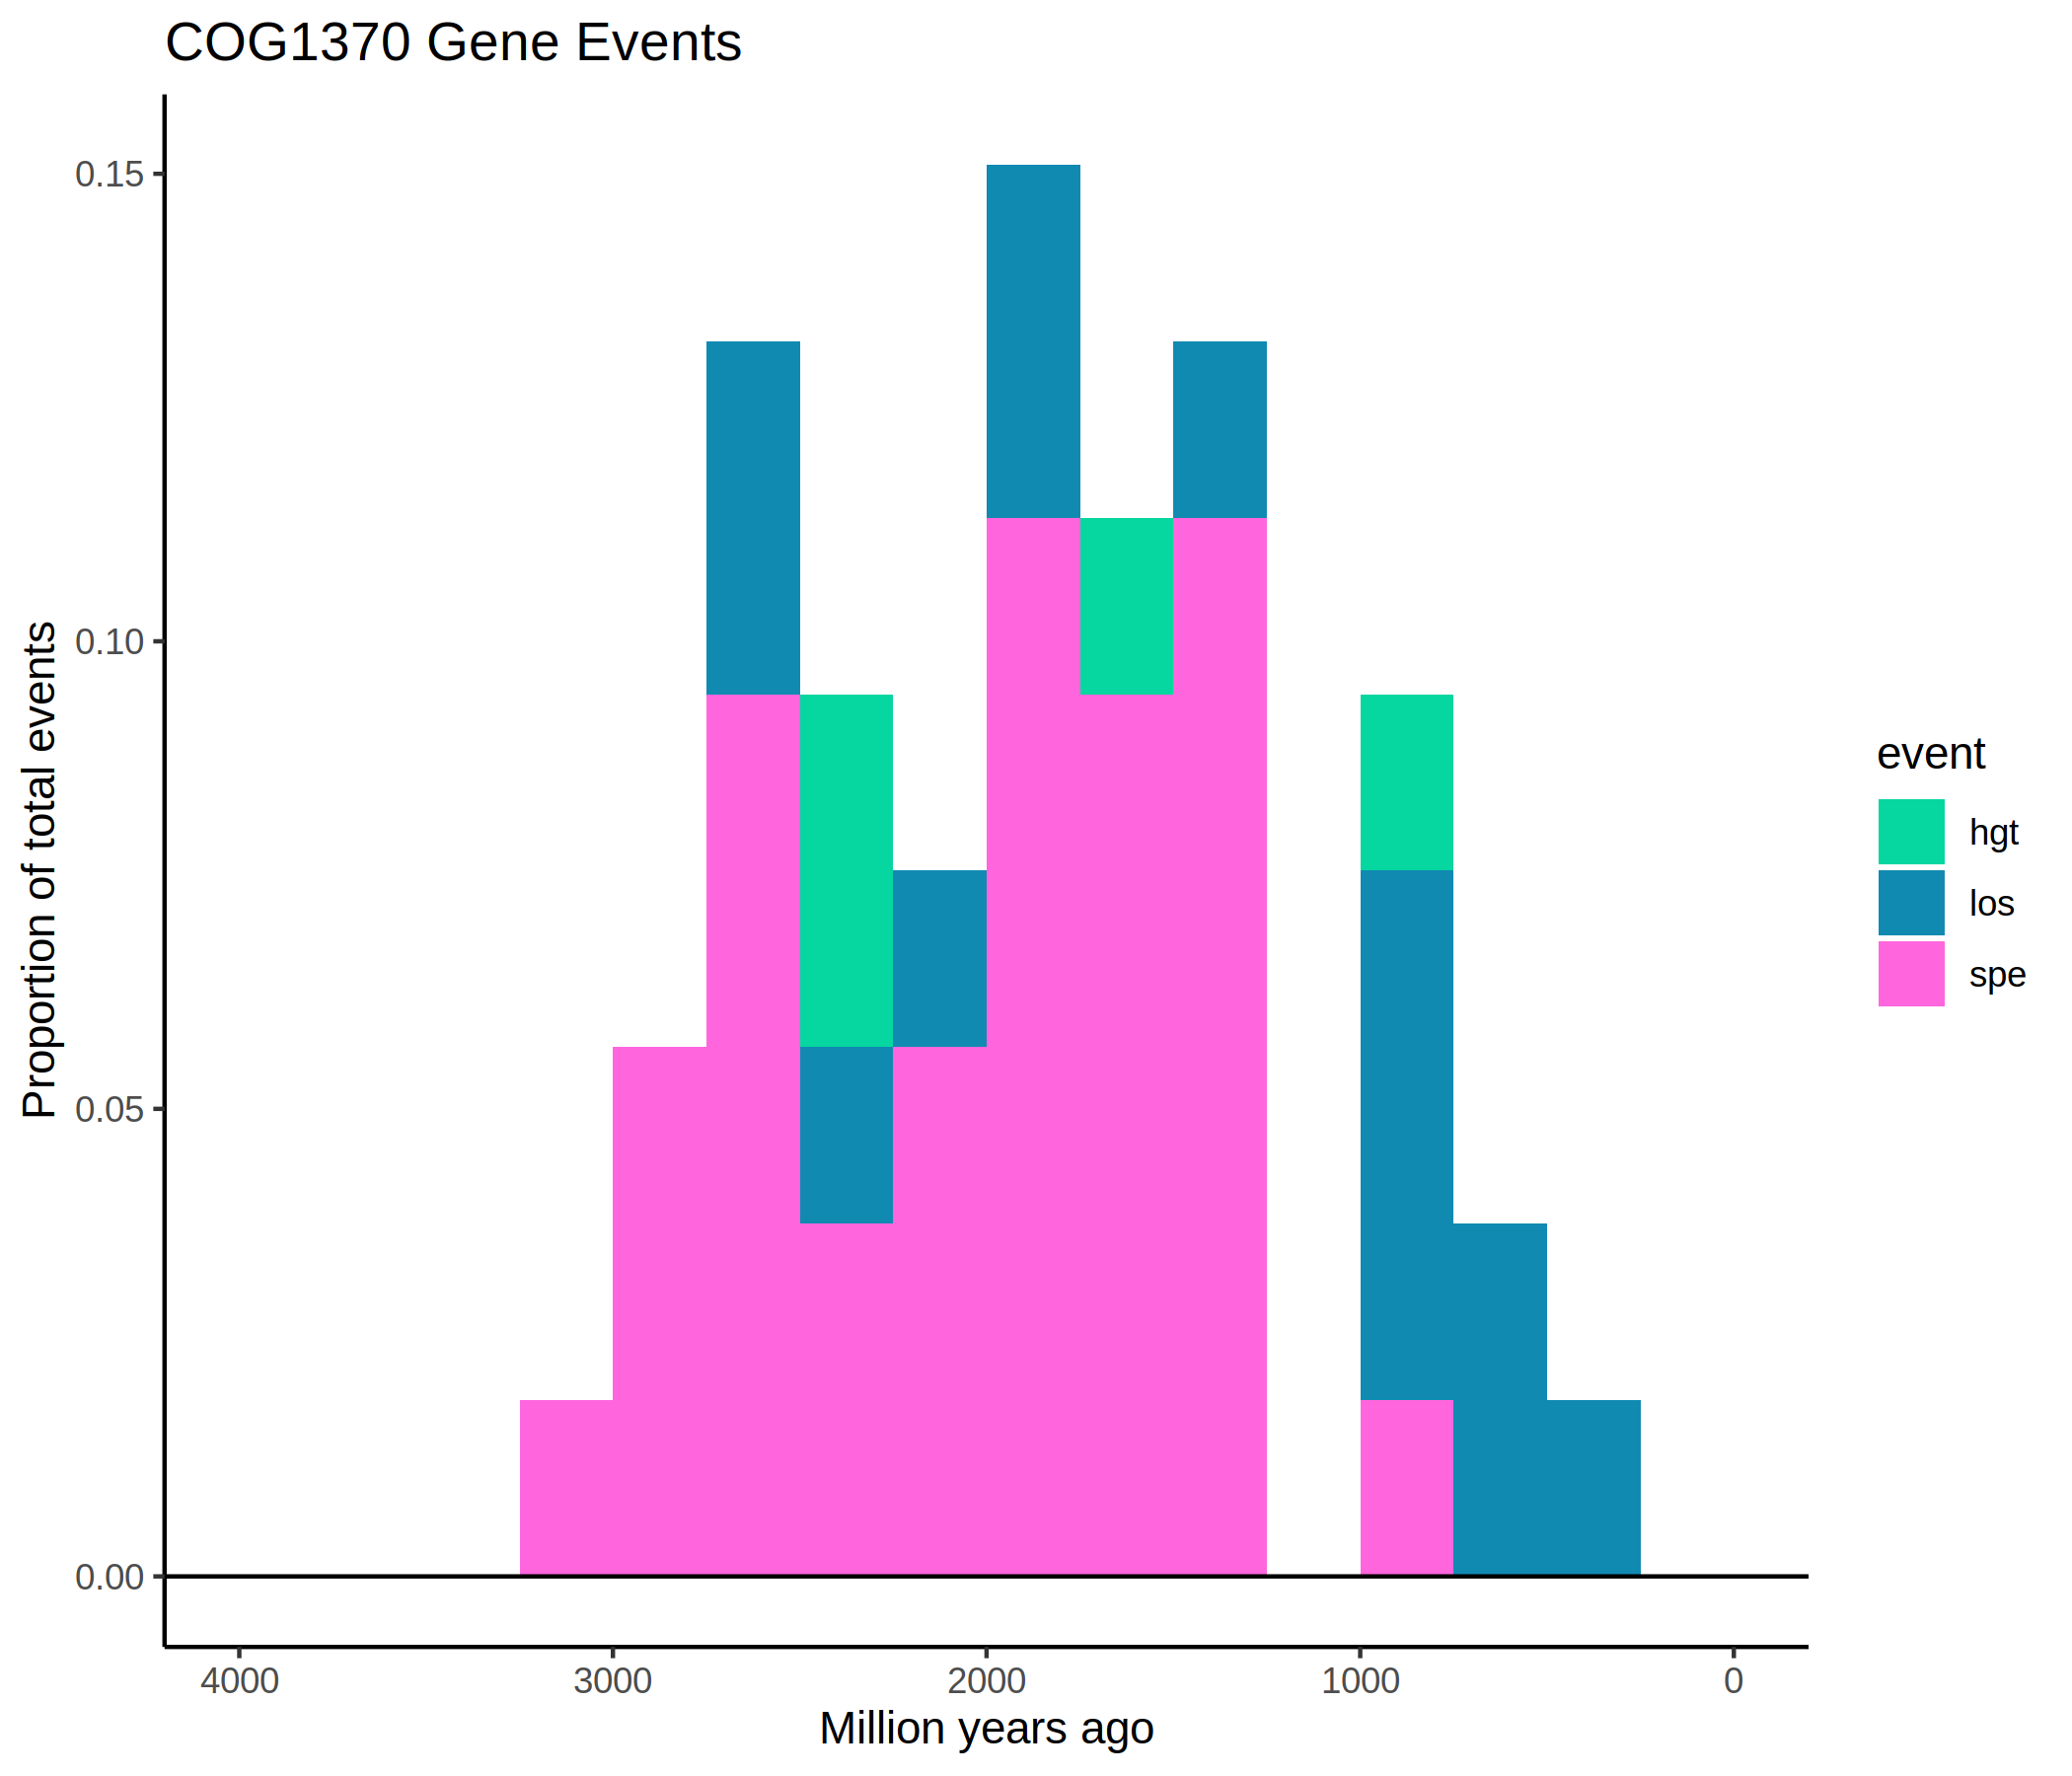 COG1370 Gene Events
Proportion of total events
0.15
0.10
0.05
0.00
4000 3000 2000 1000 0
Million years ago
event
hgt
los
spe